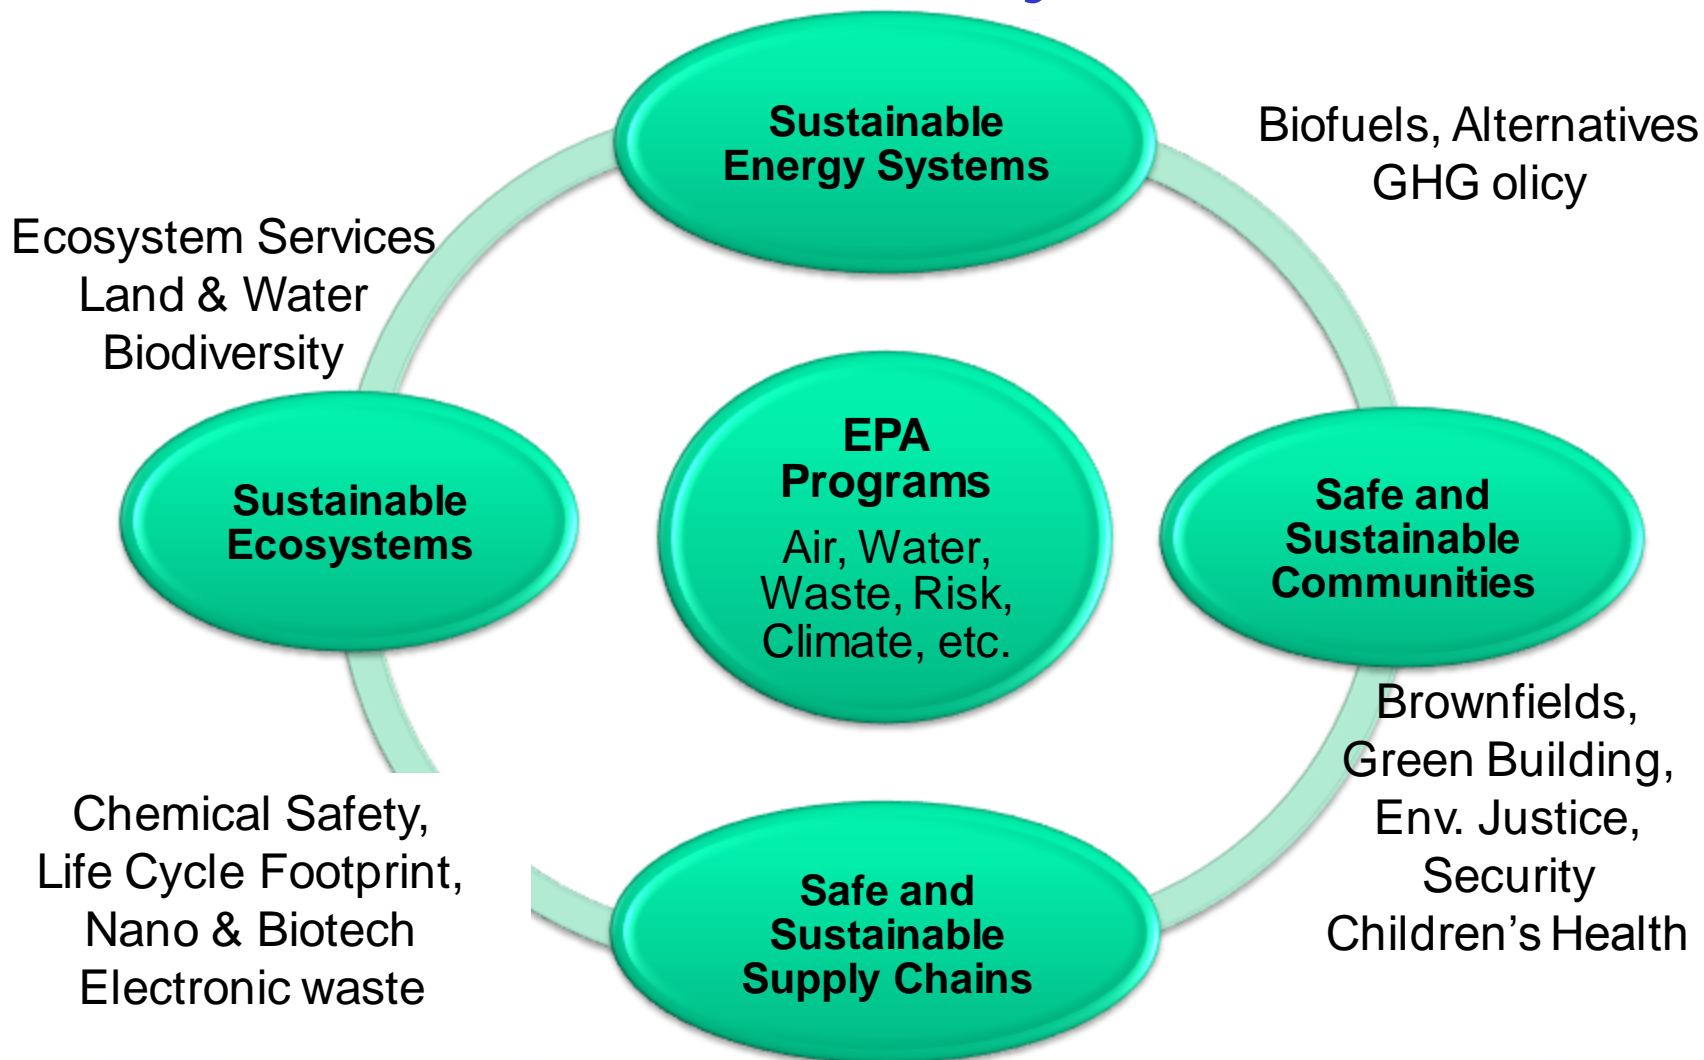 Sustainable
Energy Systems
Biofuels, Alternatives
GHG olicy
Ecosystem Services
Land & Water
Biodiversity
Sustainable
Ecosystems
EPA
Programs
Air, Water,
Waste, Risk,
Climate, etc.
Safe and
Sustainable
Communities
Brownfields,
Green Building,
Env. Justice,
Security
Children's Health
Chemical Safety,
Life Cycle Footprint,
Nano & Biotech
Electronic waste
Safe and
Sustainable
Supply Chains